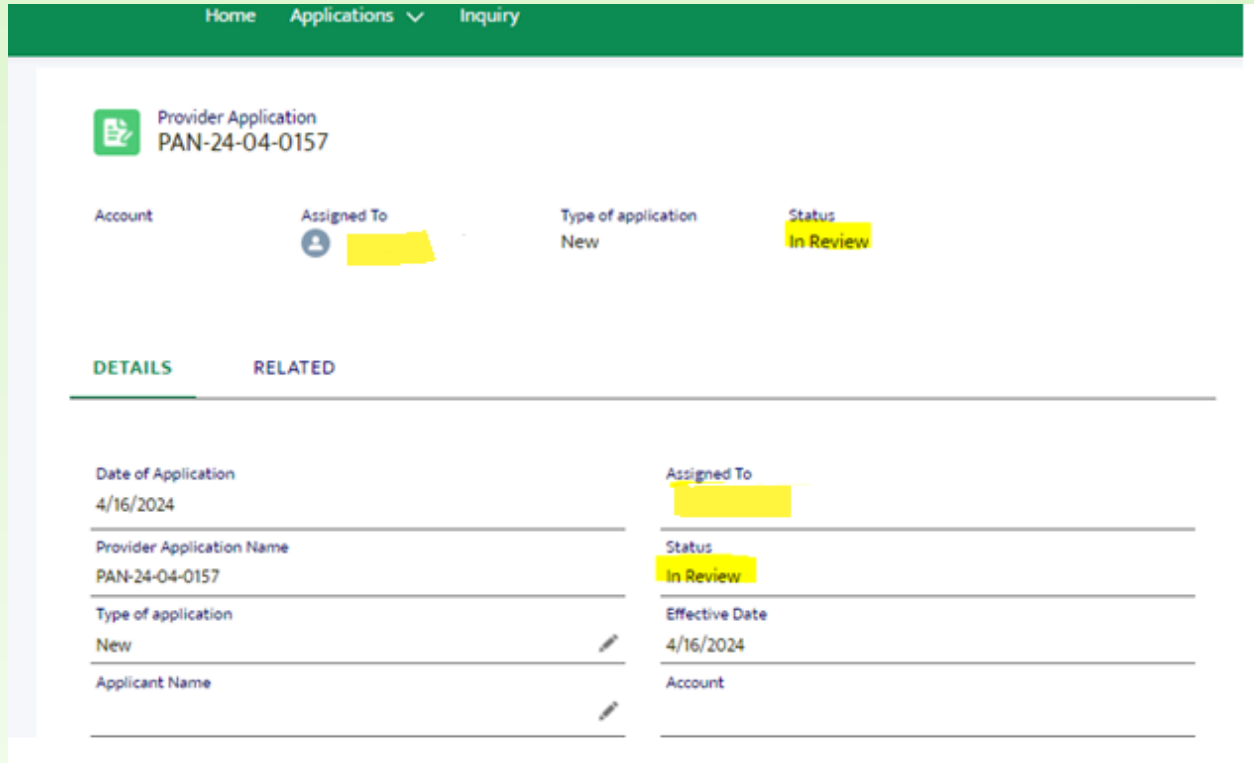 Home Applications Inquiry
Provider Application
PAN-24-04-0157
Account Assigned To Type of application Status
New In Review
DETAILS RELATED
Date of Application Assigned To
4/16/2024
Provider Application Name Status
PAN-24-04-0157 In Review
Type of application Effective Date
New 4/16/2024
Applicant Name Account